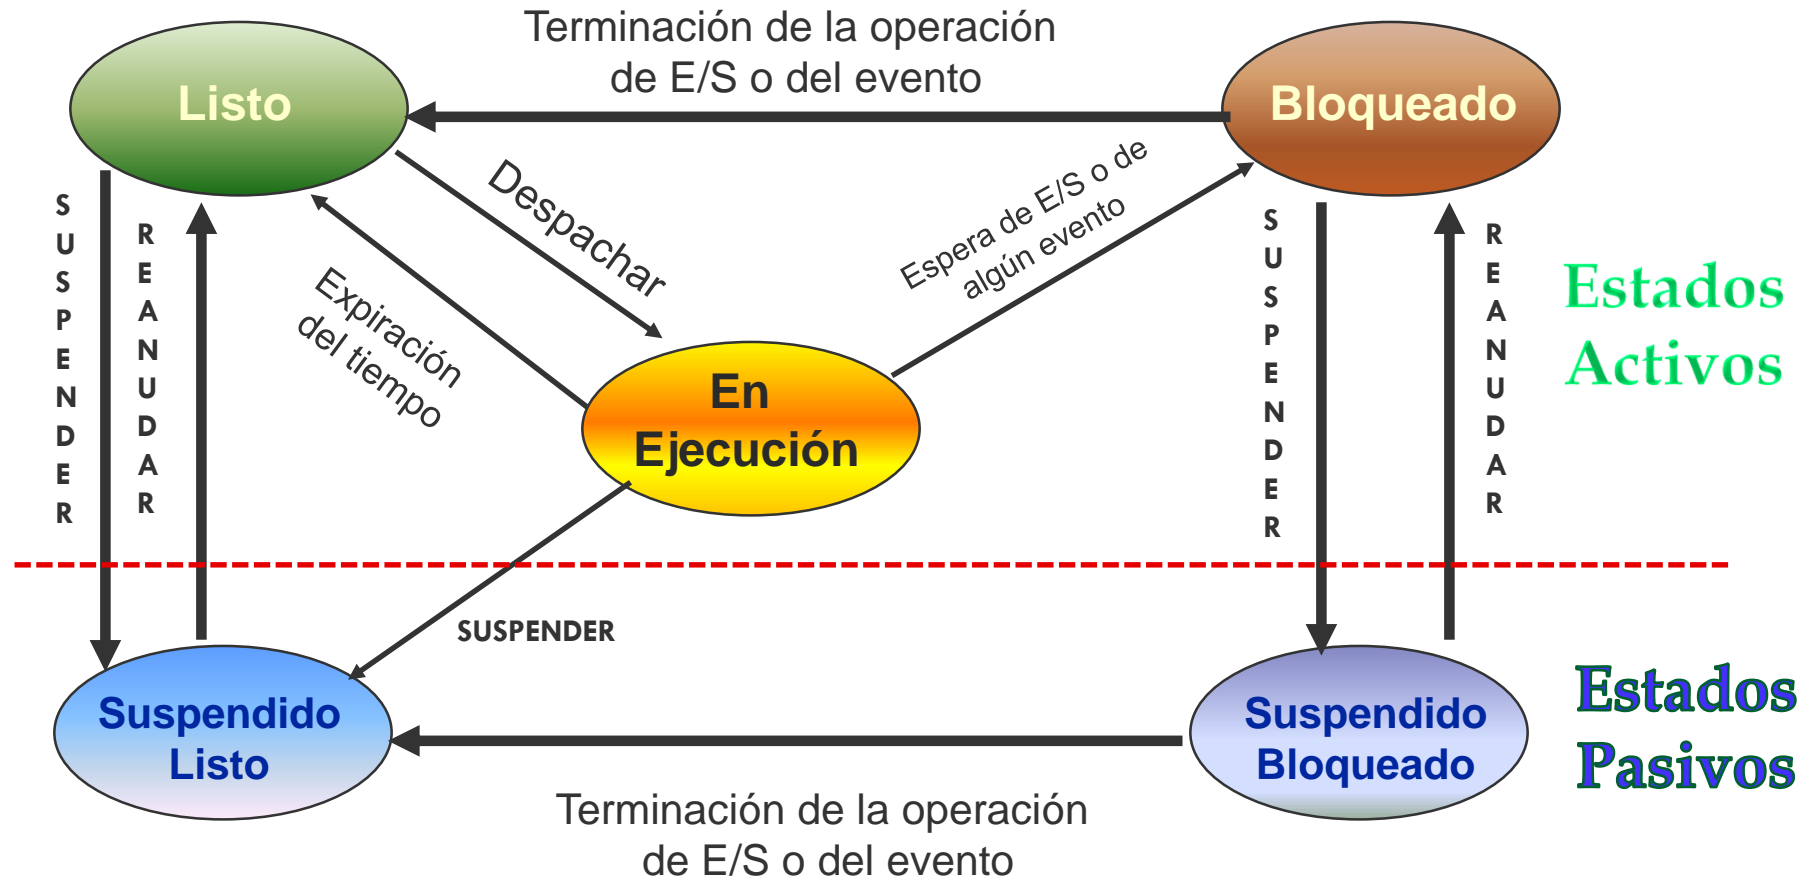 Terminación de la operación
de E/S o del evento
Listo
Bloqueado
Despachar
Espera de E/S o de
algún evento
SUSPENDER
REANUDAR
Expiración
del tiempo
SUSPENDER
REANUDAR
Estados
Activos
En
Ejecución
SUSPENDER
Suspendido
Listo
Suspendido
Bloqueado
Estados
Pasivos
Terminación de la operación
de E/S o del evento